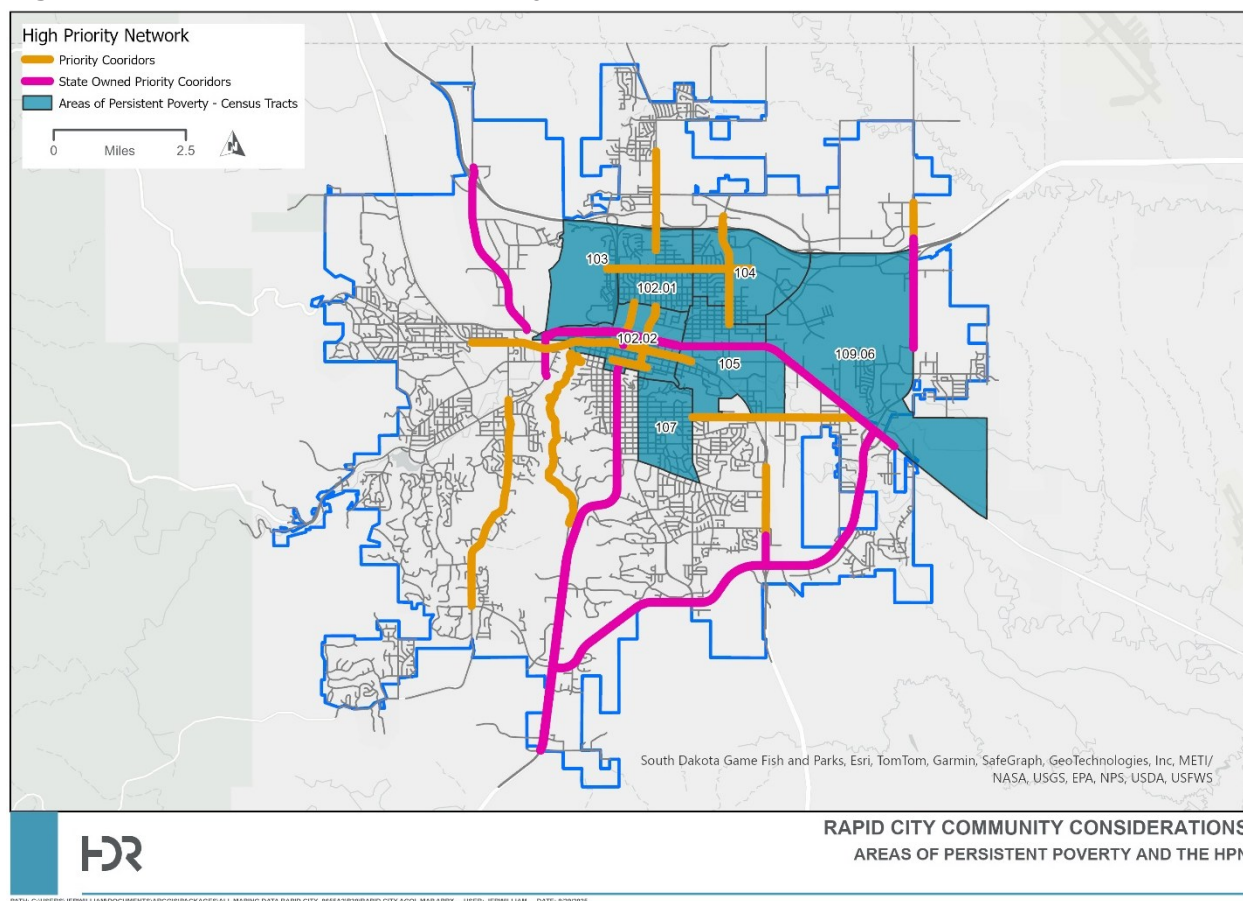 High Priority Network
Priority Cooridors
State Owned Priority Cooridors
Areas of Persistent Poverty - Census Tracts
0 Miles 2.5
103
104
102.01
102.02
105
109.06
107
South Dakota Game Fish and Parks, Esri, TomTom, Garmin, SafeGraph, GeoTechnologies, Inc, METI/
NASA, USGS, EPA, NPS, USDA, USFWS
HDR
RAPID CITY COMMUNITY CONSIDERATIONS
AREAS OF PERSISTENT POVERTY AND THE HPN